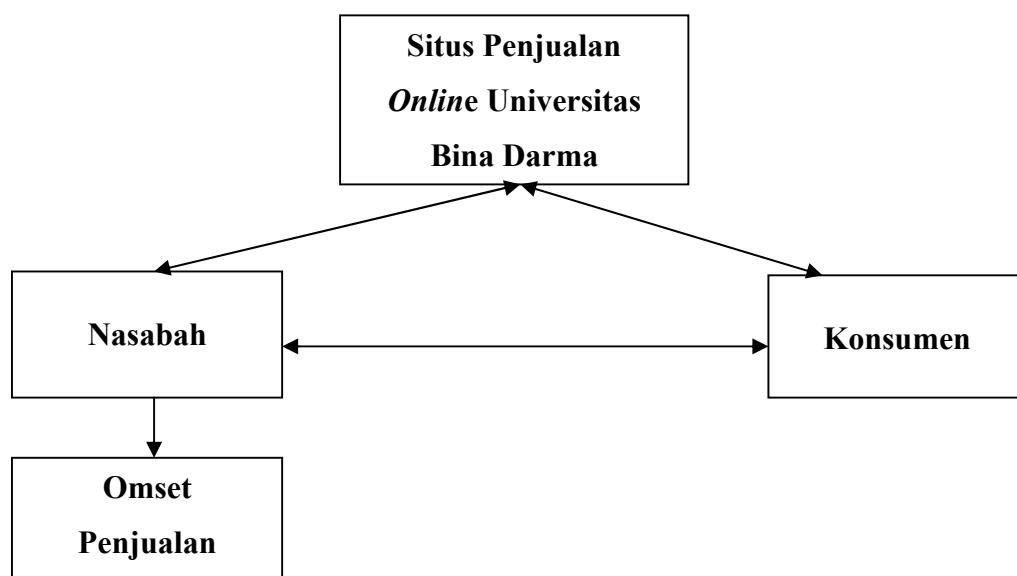 Situs Penjualan
Online Universitas
Bina Darma
Nasabah
Konsumen
Omset
Penjualan